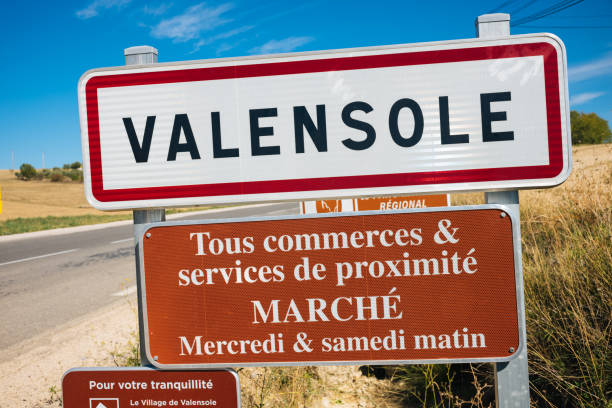 VALENSOLE
RÉGIONAL
Tous commerces &
services de proximité
MARCHÉ
Mercredi & samedi matin
Pour votre tranquillité
Le Village de Valensole